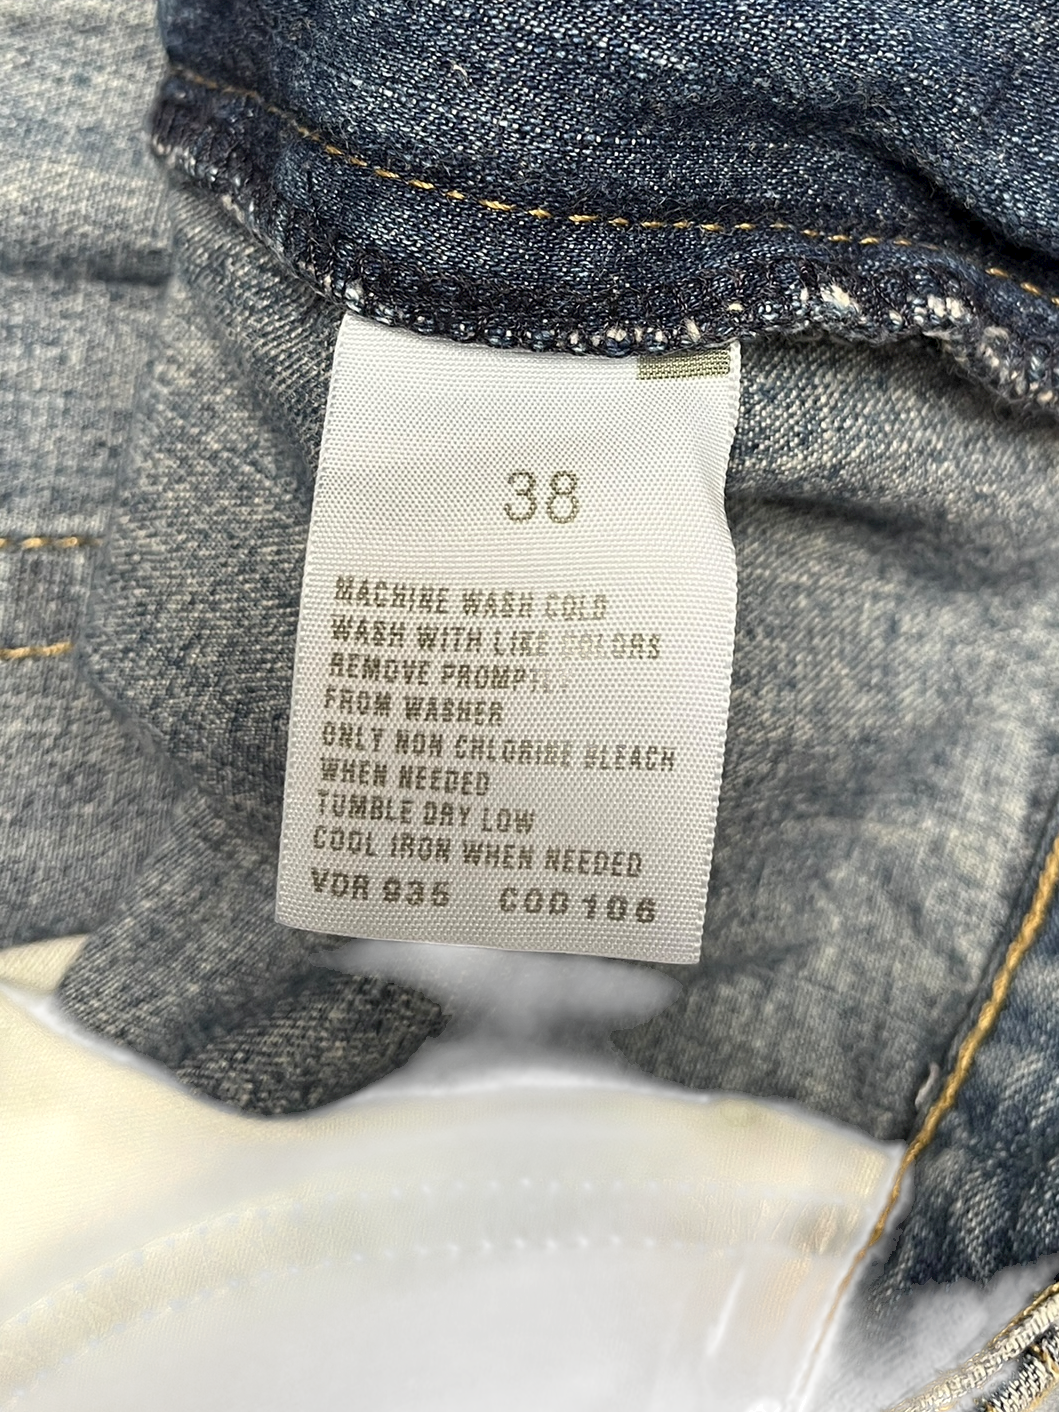 38
MACHINE WASH COLD
WASH WITH LIKE COLORS
REMOVE PROMPTLY
FROM WASHER
ONLY NON CHLORINE BLEACH
WHEN NEEDED
TUMBLE DRY LOW
COOL IRON WHEN NEEDED
VDR 935 COD 106